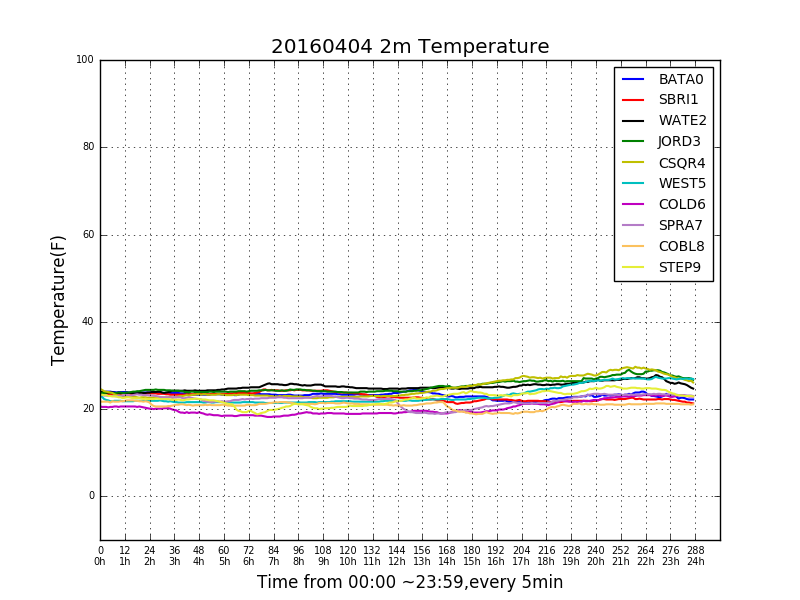 20160404 2m Temperature
100
80
60
40
20
0
Temperature(F)
BATA0
SBRI1
WATE2
JORD3
CSQR4
WEST5
COLD6
SPRA7
COBL8
STEP9
0 12 24 36 48 60 72 84 96 108 120 132 144 156 168 180 192 204 216 228 240 252 264 276 288
0h 1h 2h 3h 4h 5h 6h 7h 8h 9h 10h 11h 12h 13h 14h 15h 16h 17h 18h 19h 20h 21h 22h 23h 24h
Time from 00:00 ~23:59,every 5min